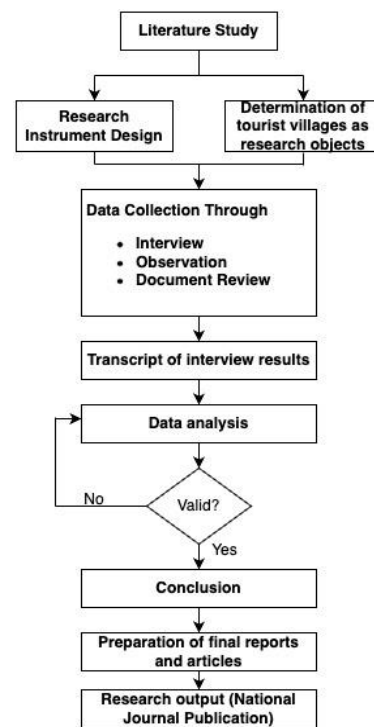 Literature Study
Research
Instrument Design
Determination of
tourist villages as
research objects
Data Collection Through
• Interview
• Observation
• Document Review
Transcript of interview results
Data analysis
No
Valid?
Yes
Conclusion
Preparation of final reports
and articles
Research output (National
Journal Publication)